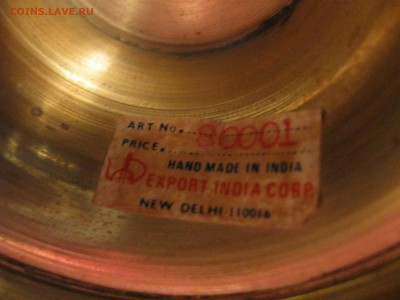 COINS.LAVE.RU
ART No. 80001
PRICE.
HAND MADE IN INDIA
EXPORT INDIA CORP.
NEW DELHI 110016